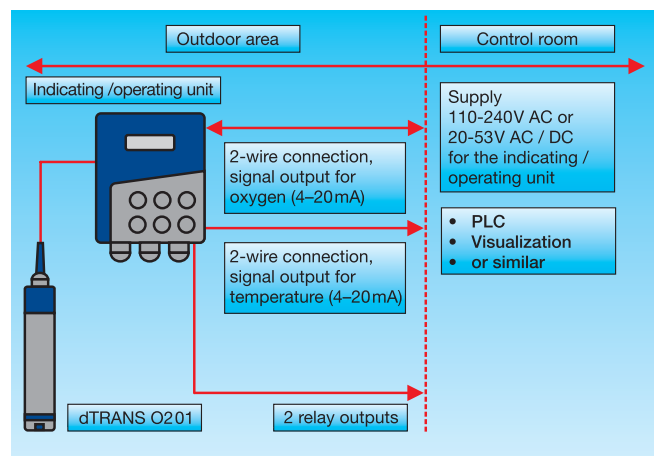 Outdoor area
Control room
Indicating /operating unit
Supply
110-240V AC or
20-53V AC / DC
for the indicating /
operating unit
2-wire connection,
signal output for
oxygen (4–20mA)
• PLC
• Visualization
• or similar
2-wire connection,
signal output for
temperature (4–20mA)
dTRANS O201
2 relay outputs